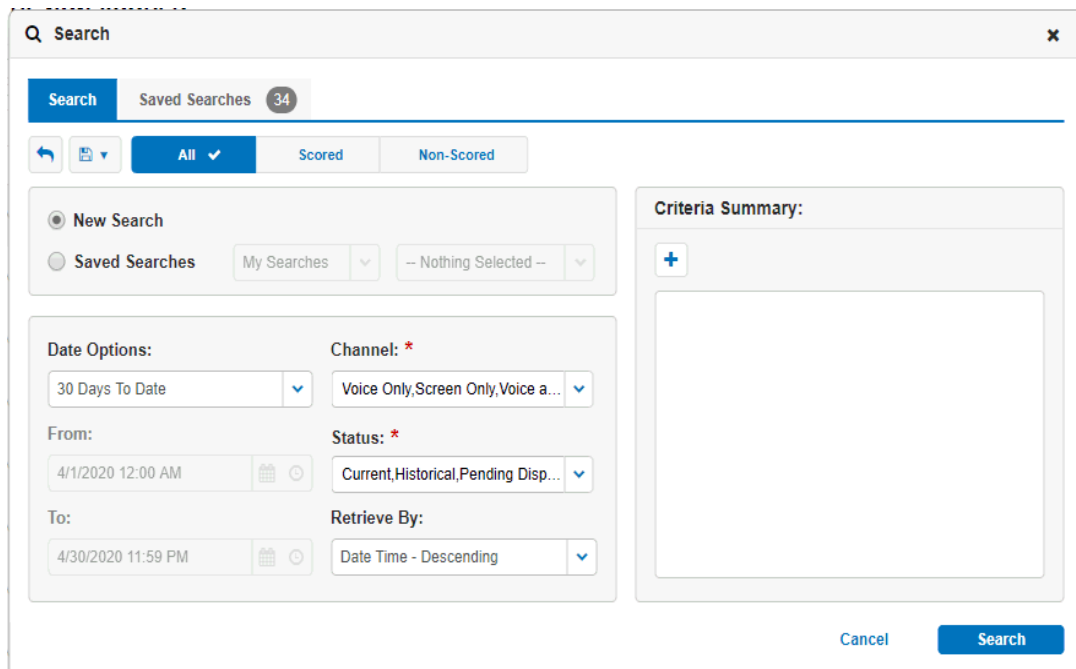 Search
Search Saved Searches 34
All Scored Non-Scored
New Search
Saved Searches My Searches -- Nothing Selected --
Date Options: Channel: *
30 Days To Date Voice Only,Screen Only,Voice a...
From: Status: *
4/1/2020 12:00 AM Current,Historical,Pending Disp...
To: Retrieve By:
4/30/2020 11:59 PM Date Time - Descending
Criteria Summary:
Cancel Search